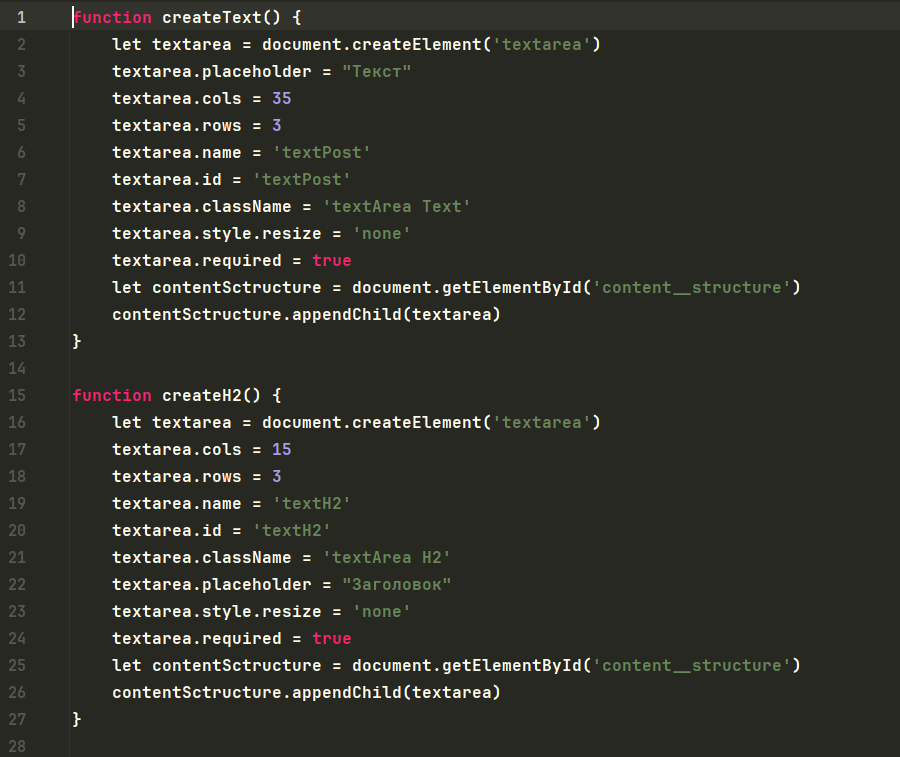 1 function createText() {
2 let textarea = document.createElement('textarea')
3 textarea.placeholder = "Текст"
4 textarea.cols = 35
5 textarea.rows = 3
6 textarea.name = 'textPost'
7 textarea.id = 'textPost'
8 textarea.className = 'textArea Text'
9 textarea.style.resize = 'none'
10 textarea.required = true
11 let contentSctructure = document.getElementById('content__structure')
12 contentSctructure.appendChild(textarea)
13 }
14
15 function createH2() {
16 let textarea = document.createElement('textarea')
17 textarea.cols = 15
18 textarea.rows = 3
19 textarea.name = 'textH2'
20 textarea.id = 'textH2'
21 textarea.className = 'textArea H2'
22 textarea.placeholder = "Заголовок"
23 textarea.style.resize = 'none'
24 textarea.required = true
25 let contentSctructure = document.getElementById('content__structure')
26 contentSctructure.appendChild(textarea)
27 }
28